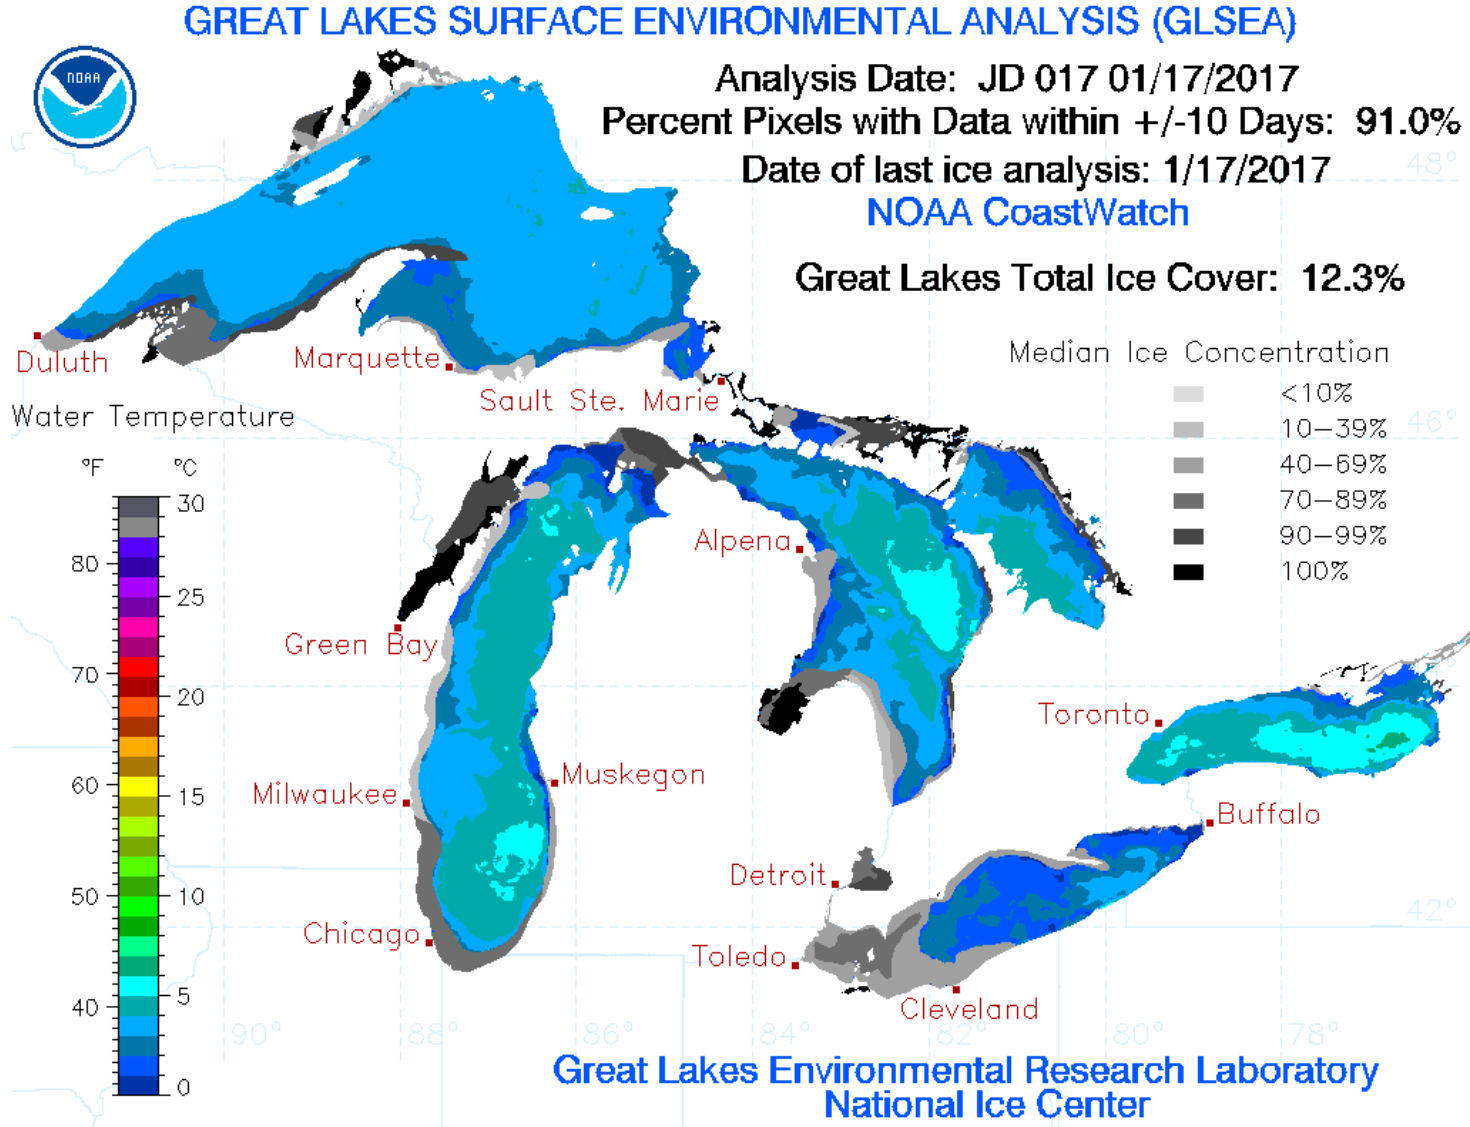 GREAT LAKES SURFACE ENVIRONMENTAL ANALYSIS (GLSEA)
NOAA
Analysis Date: JD 017 01/17/2017
Percent Pixels with Data within +/-10 Days: 91.0%
Date of last ice analysis: 1/17/2017
48°
NOAA CoastWatch
Great Lakes Total Ice Cover: 12.3%
Duluth
Marquette
Sault Ste. Marie
Median Ice Concentration
<10%
10-39%
46°
40-69%
70-89%
90-99%
100%
Water Temperature
°F °C
30
80
25
70
20
60
15
50
10
40
5
0
Alpena
Green Bay
Toronto
Milwaukee
Muskegon
Buffalo
Detroit
Chicago
42°
Toledo
Cleveland
90° 88° 86° 84° 82° 80° 78°
Great Lakes Environmental Research Laboratory
National Ice Center